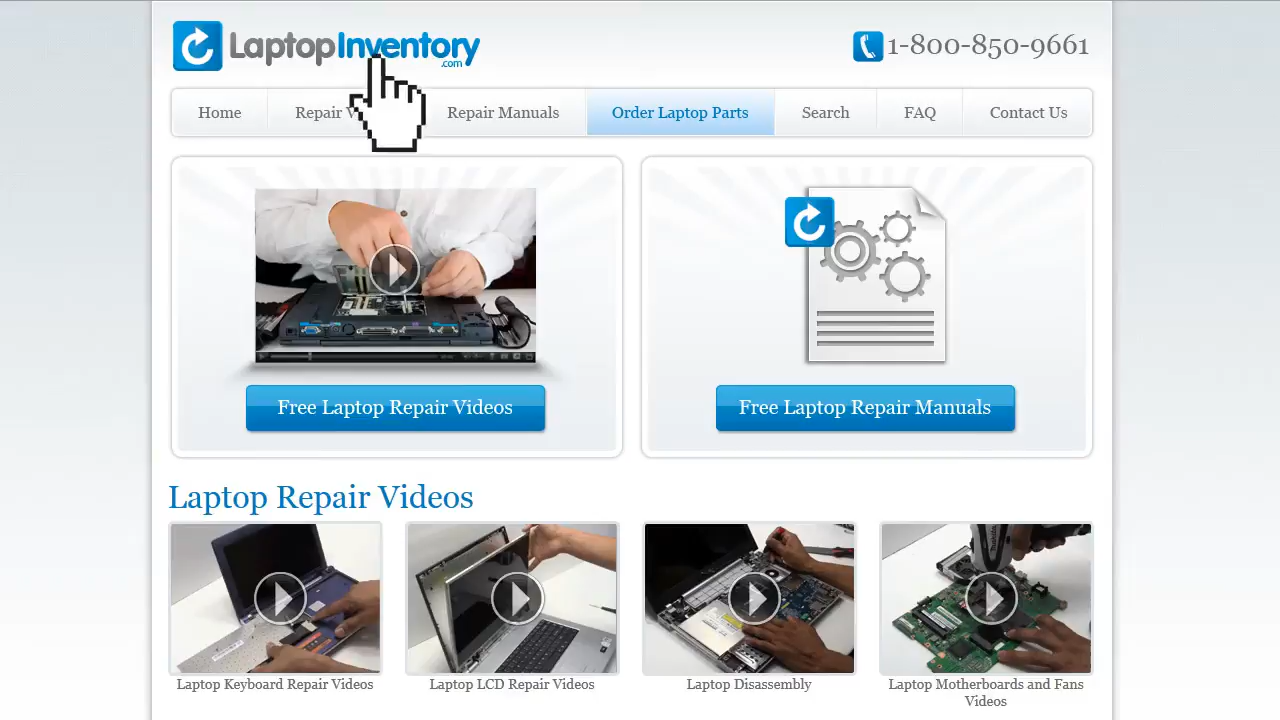 LaptopInventory
.com
1-800-850-9661
Home
Repair V
Repair Manuals
Order Laptop Parts
Search
FAQ
Contact Us
Free Laptop Repair Videos
Free Laptop Repair Manuals
Laptop Repair Videos
Laptop Keyboard Repair Videos
Laptop LCD Repair Videos
Laptop Disassembly
Laptop Motherboards and Fans
Videos